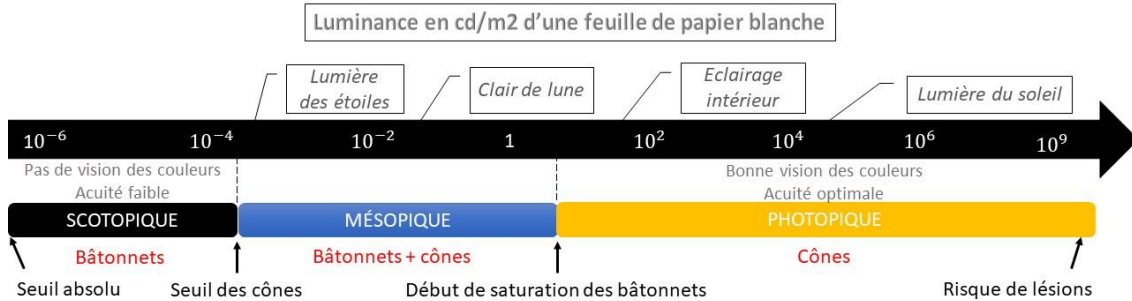 Luminance en cd/m2 d'une feuille de papier blanche
Lumière
des étoiles
Clair de lune
Eclairage
intérieur
Lumière du soleil
10⁻⁶ 10⁻⁴ 10⁻² 1 10² 10⁴ 10⁶ 10⁹
Pas de vision des couleurs
Acuité faible
Bonne vision des couleurs
Acuité optimale
SCOTOPIQUE MÉSOPIQUE PHOTOPIQUE
Bâtonnets Bâtonnets + cônes Cônes
Seuil absolu Seuil des cônes Début de saturation des bâtonnets Risque de lésions